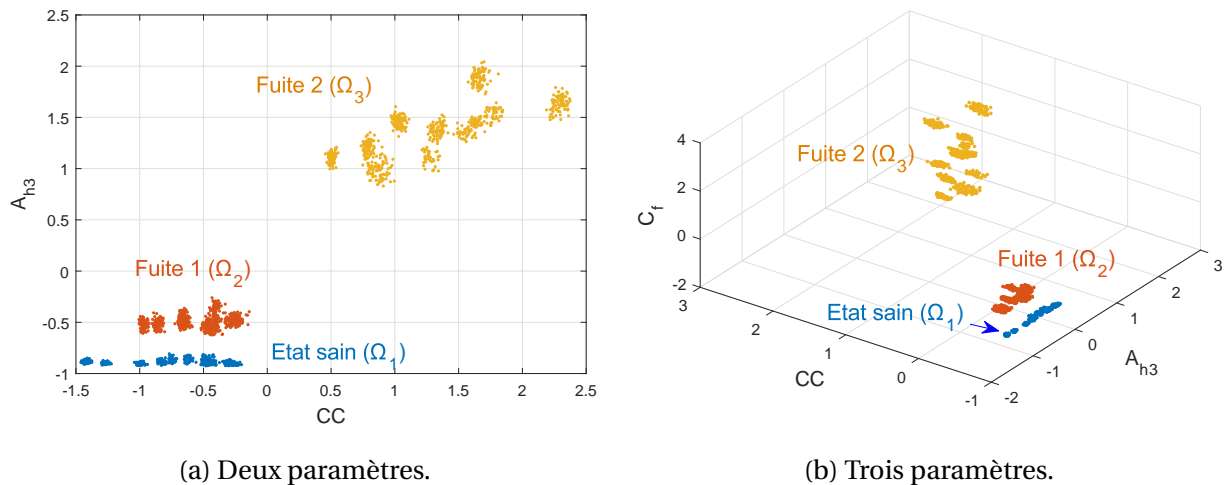 2.5
2
1.5
1
0.5
0
-0.5
-1
A_h3
-1.5
-1
-0.5
0
0.5
1
1.5
2
2.5
CC
Fuite 2 (Ω_3)
Fuite 1 (Ω_2)
Etat sain (Ω_1)
(a) Deux paramètres.
4
2
0
-2
C_f
3
2
1
0
-1
CC
-2
-1
0
1
2
3
A_h3
Fuite 2 (Ω_3)
Fuite 1 (Ω_2)
Etat sain (Ω_1)
(b) Trois paramètres.